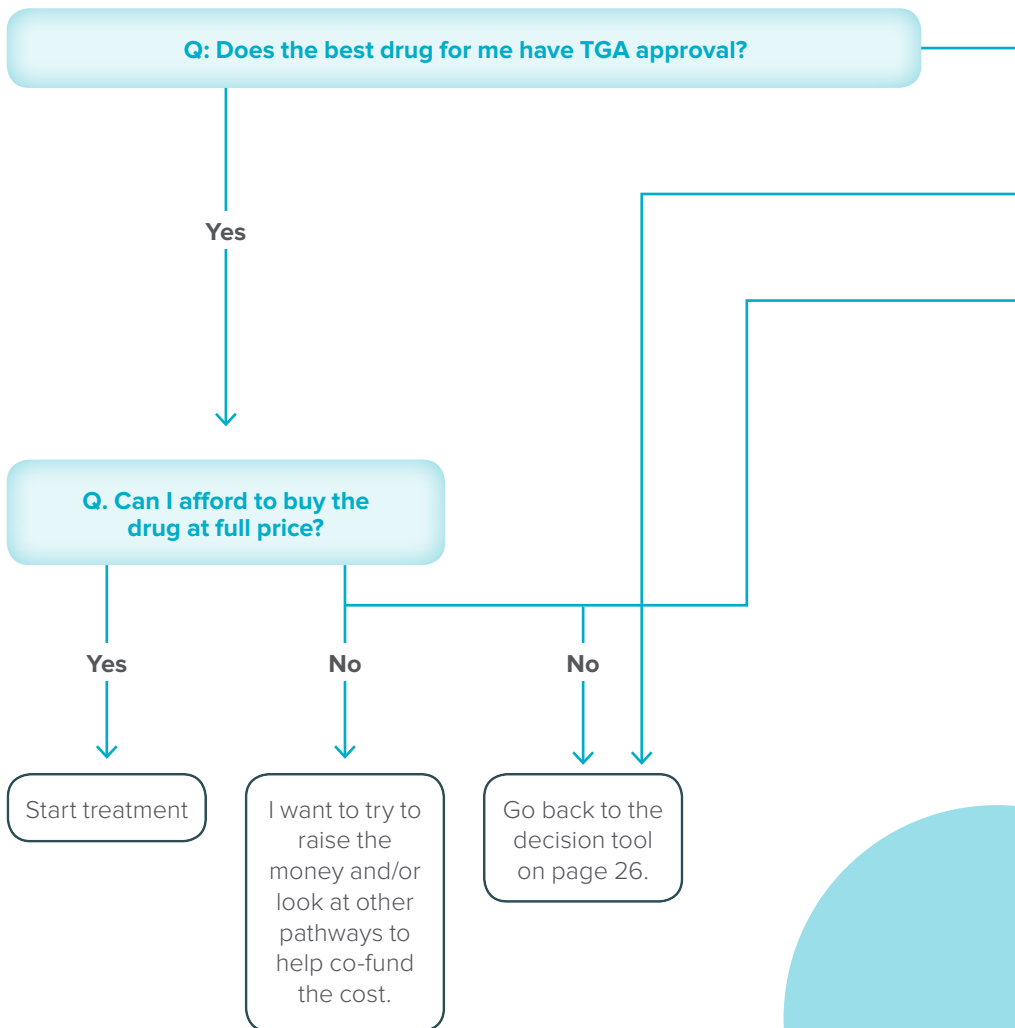 Q: Does the best drug for me have TGA approval?
Yes
Q. Can I afford to buy the
drug at full price?
Yes
No
No
Start treatment
I want to try to
raise the
money and/or
look at other
pathways to
help co-fund
the cost.
Go back to the
decision tool
on page 26.